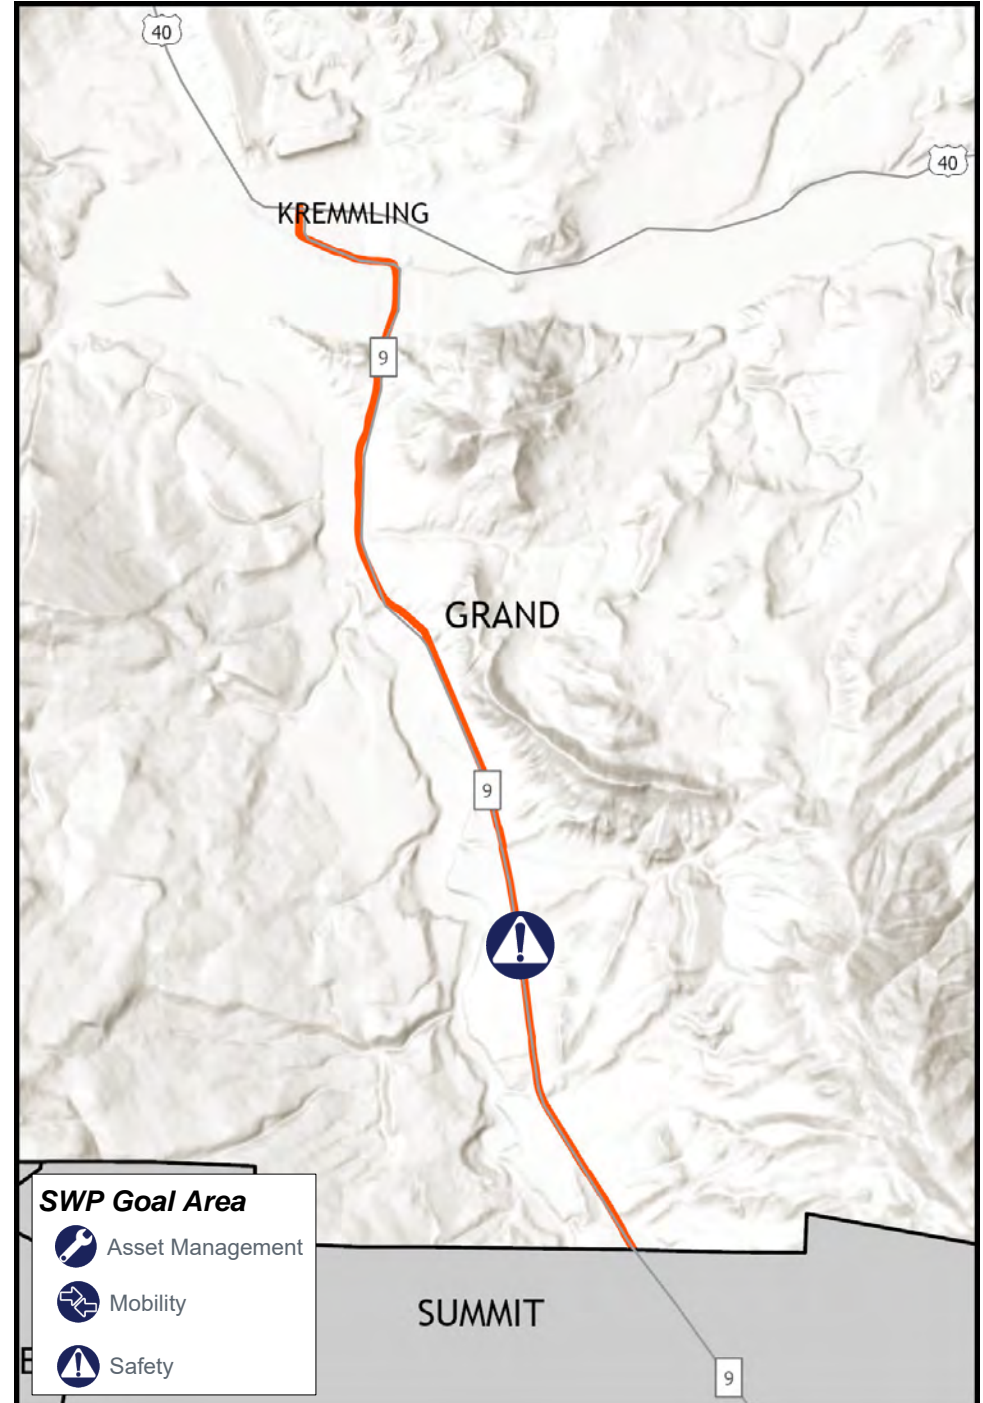 40
40
KREMMLING
9
GRAND
9
SWP Goal Area
Asset Management
Mobility
Safety
SUMMIT
E
9